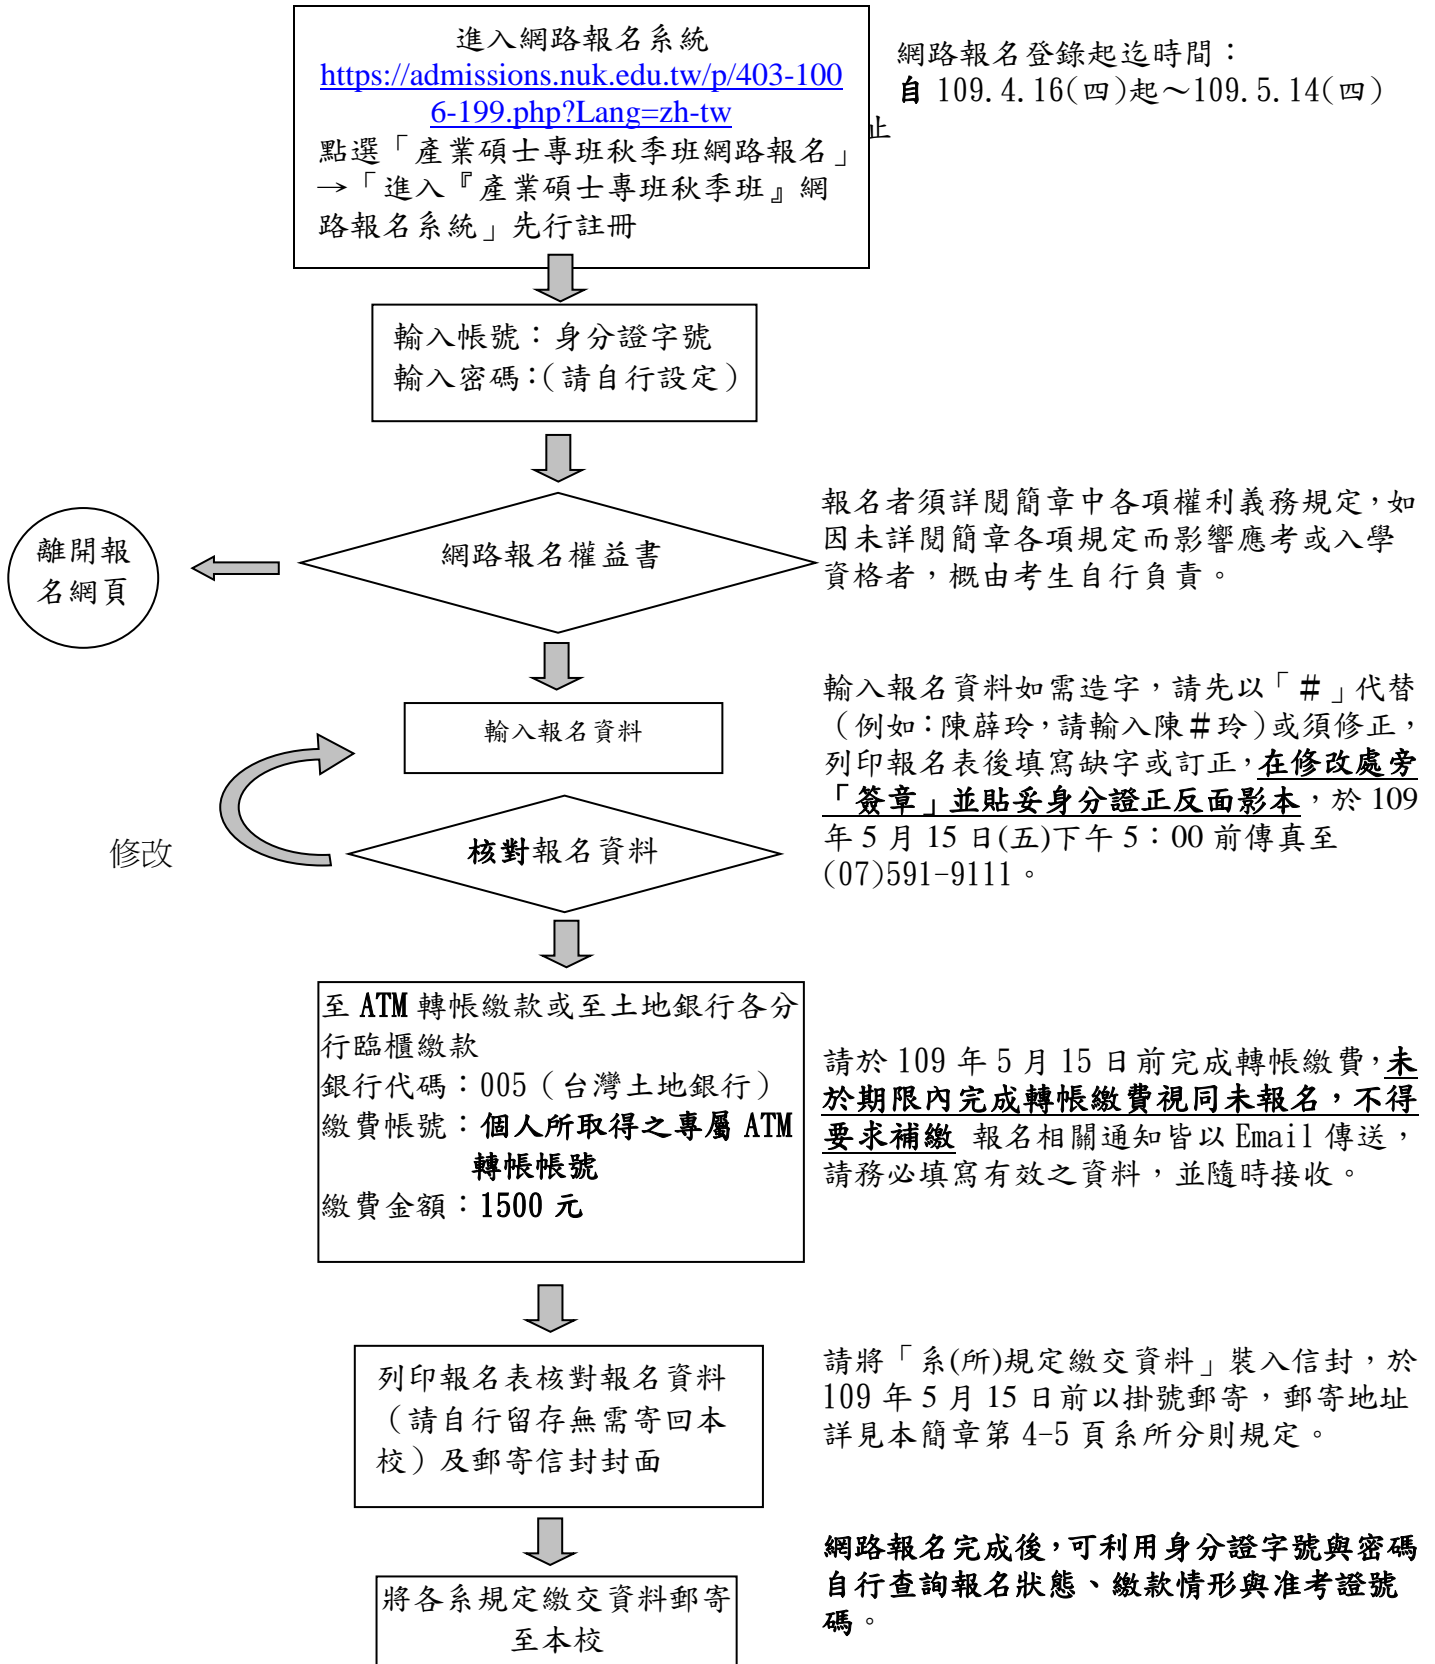 進入網路報名系統
https://admissions.nuk.edu.tw/p/403-100
6-199.php?Lang=zh-tw
點選「產業碩士專班秋季班網路報名」
→「進入『產業碩士專班秋季班』網
路報名系統」先行註冊
網路報名登錄起迄時間：
自 109.4.16(四)起～109.5.14(四)
止
輸入帳號：身分證字號
輸入密碼：（請自行設定）
離開報
名網頁
網路報名權益書
報名者須詳閱簡章中各項權利義務規定，如
因未詳閱簡章各項規定而影響應考或入學
資格者，概由考生自行負責。
輸入報名資料
輸入報名資料如需造字，請先以「＃」代替
（例如：陳薜玲，請輸入陳＃玲）或須修正，
列印報名表後填寫缺字或訂正，在修改處旁
「簽章」並貼妥身分證正反面影本，於 109
年 5 月 15 日(五)下午 5：00 前傳真至
(07)591-9111。
修改
核對報名資料
至 ATM 轉帳繳款或至土地銀行各分
行臨櫃繳款
銀行代碼：005（台灣土地銀行）
繳費帳號：個人所取得之專屬 ATM
轉帳帳號
繳費金額：1500 元
請於 109 年 5 月 15 日前完成轉帳繳費，未
於期限內完成轉帳繳費視同未報名，不得
要求補繳 報名相關通知皆以 Email 傳送，
請務必填寫有效之資料，並隨時接收。
列印報名表核對報名資料
（請自行留存無需寄回本
校）及郵寄信封封面
請將「系(所)規定繳交資料」裝入信封，於
109 年 5 月 15 日前以掛號郵寄，郵寄地址
詳見本簡章第 4-5 頁系所分則規定。
將各系規定繳交資料郵寄
至本校
網路報名完成後，可利用身分證字號與密碼
自行查詢報名狀態、繳款情形與准考證號
碼。